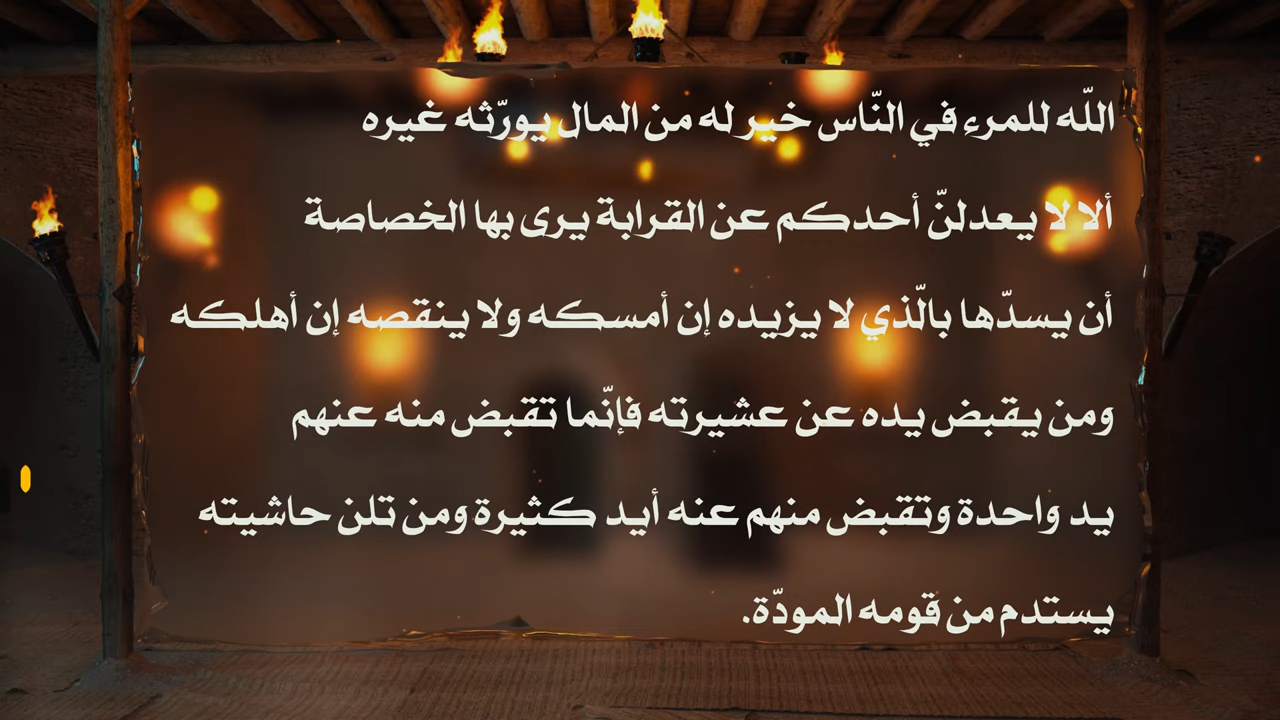 اللّه للمرء في النّاس خير له من المال يورّثه غيره
ألا لا يعدلنّ أحدكم عن القرابة يرى بها الخصاصة
أن يسدّها بالّذي لا يزيده إن أمسكه ولا ينقصه إن أهلكه
ومن يقبض يده عن عشيرته فإنّما تقبض منه عنهم
يد واحدة وتقبض منهم عنه أيد كثيرة ومن تلن حاشيته
يستدم من قومه المودّة.